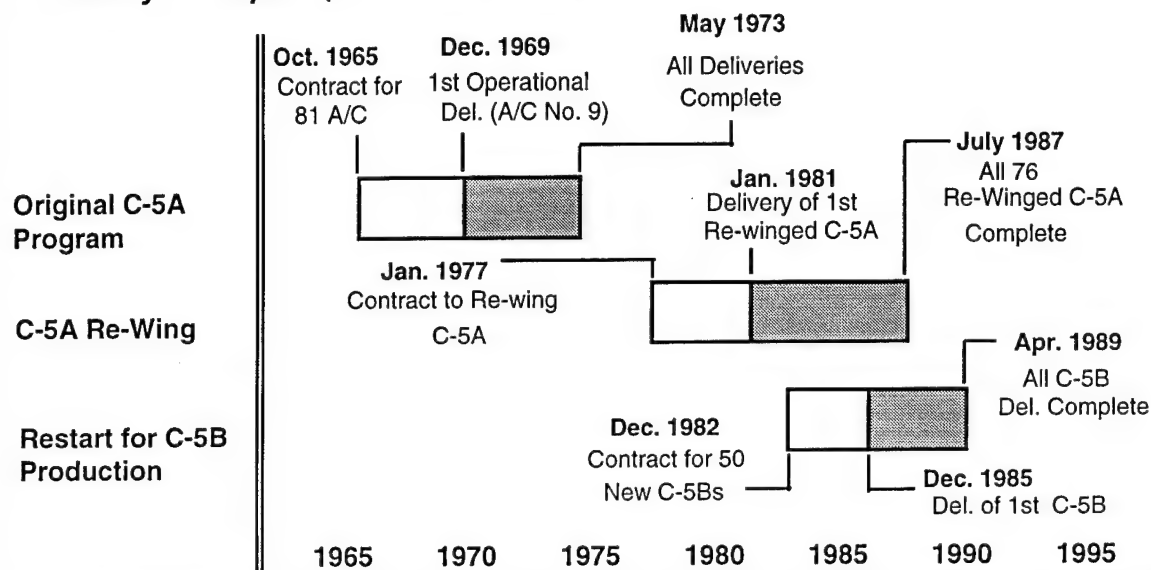 Oct. 1965
Contract for
81 A/C
Dec. 1969
1st Operational
Del. (A/C No. 9)
May 1973
All Deliveries
Complete
July 1987
All 76
Re-Winged C-5A
Complete
Jan. 1981
Delivery of 1st
Re-winged C-5A
Original C-5A
Program
Jan. 1977
Contract to Re-wing
C-5A
C-5A Re-Wing
Apr. 1989
All C-5B
Del. Complete
Restart for C-5B
Production
Dec. 1982
Contract for 50
New C-5Bs
Dec. 1985
Del. of 1st C-5B
1965 1970 1975 1980 1985 1990 1995